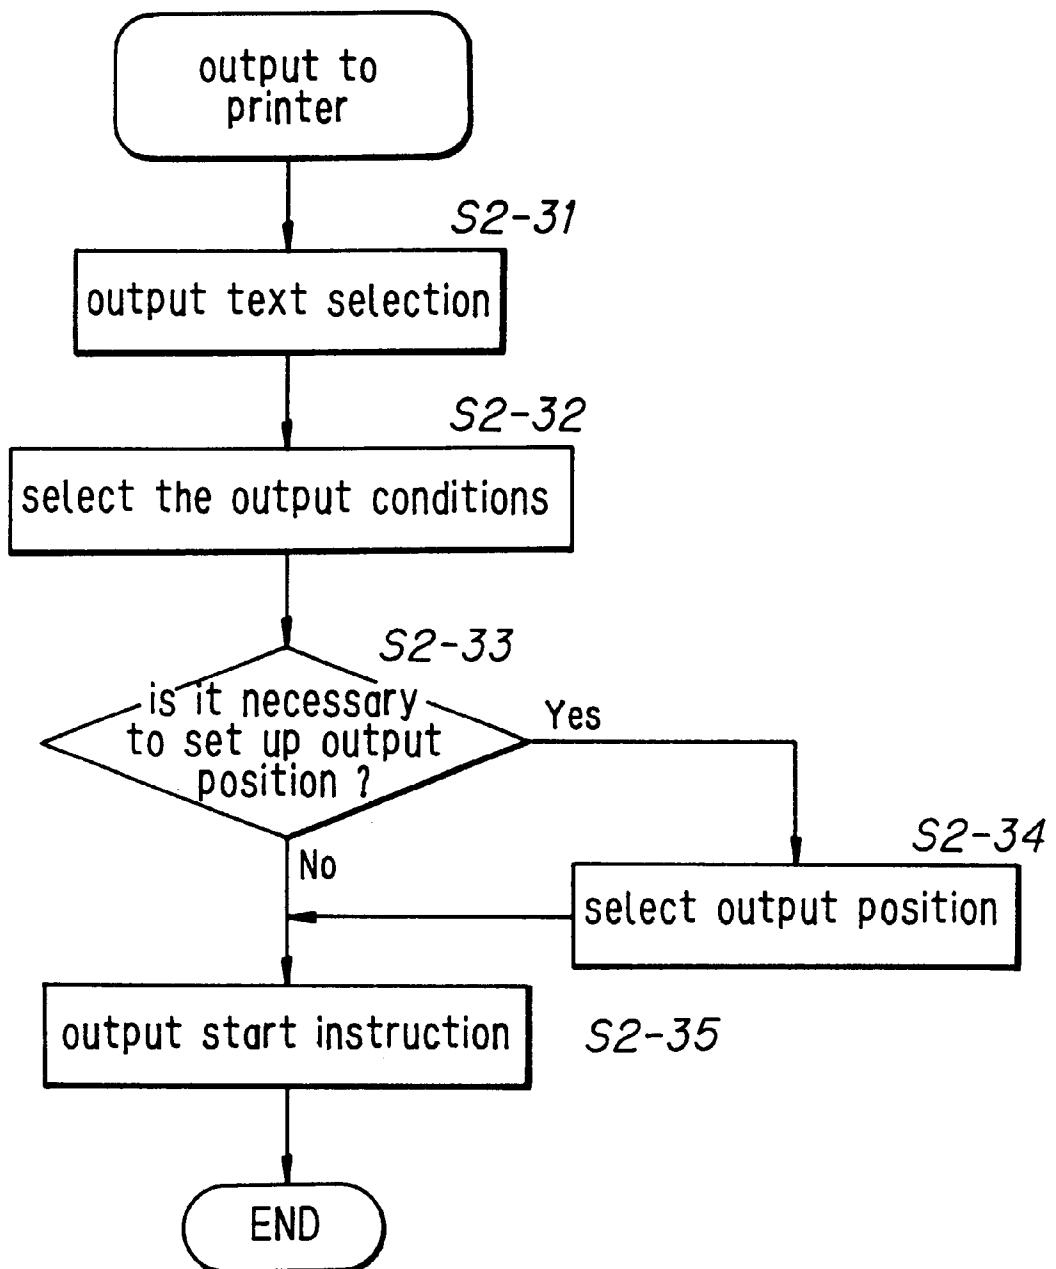 output to
printer
S2-31
output text selection
S2-32
select the output conditions
S2-33
is it necessary
to set up output
position ?
Yes
No
S2-34
select output position
output start instruction
S2-35
END